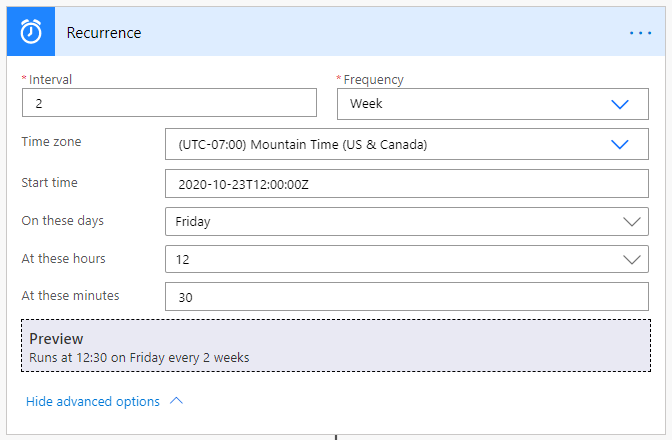 Recurrence
* Interval
* Frequency
2
Week
Time zone
(UTC-07:00) Mountain Time (US & Canada)
Start time
2020-10-23T12:00:00Z
On these days
Friday
At these hours
12
At these minutes
30
Preview
Runs at 12:30 on Friday every 2 weeks
Hide advanced options